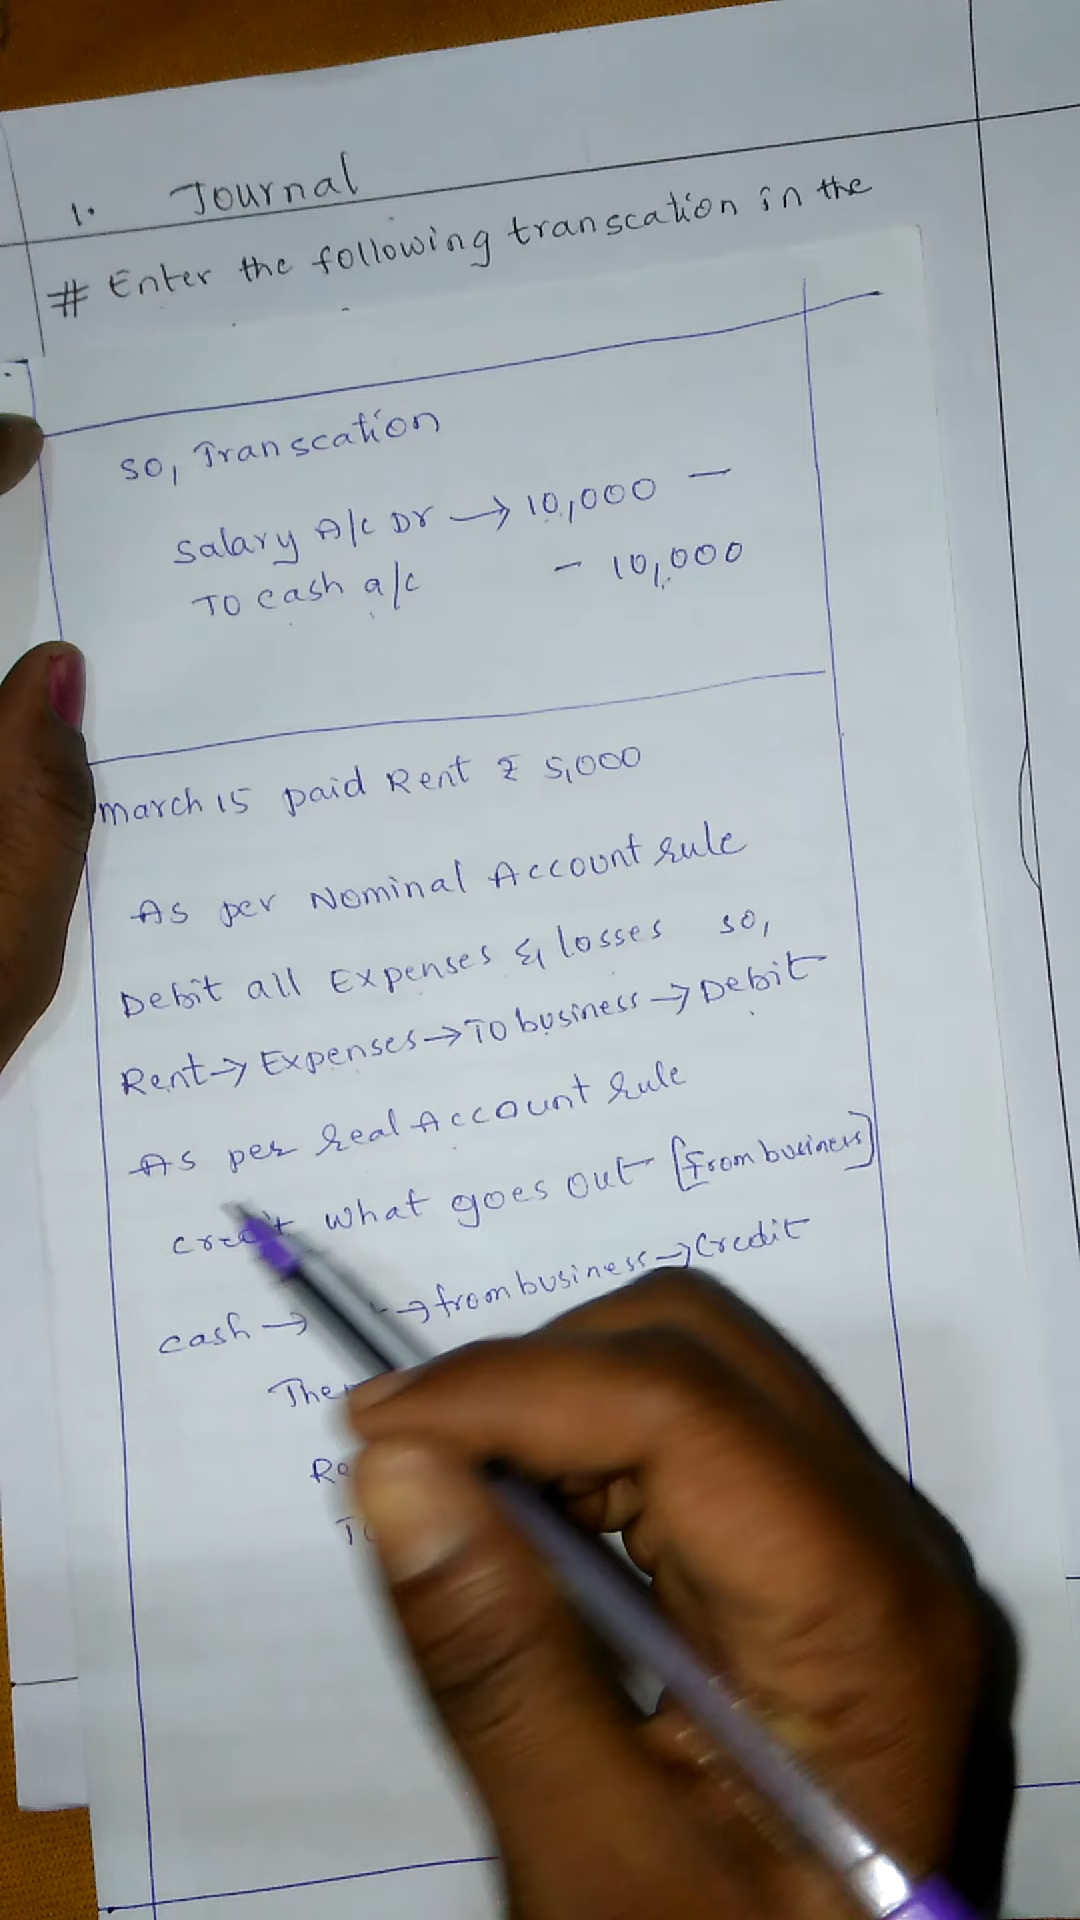 1. Journal
# Enter the following transcation in the
so, Transcation
Salary A/c Dr → 10,000 —
To cash a/c – 10,000
March 15 paid Rent ₹ 5,000
As per Nominal Account rule
Debit all Expenses & losses so,
Rent → Expenses → To business → Debit
As per real Account rule
credit what goes out [from business]
cash → → from business → Credit